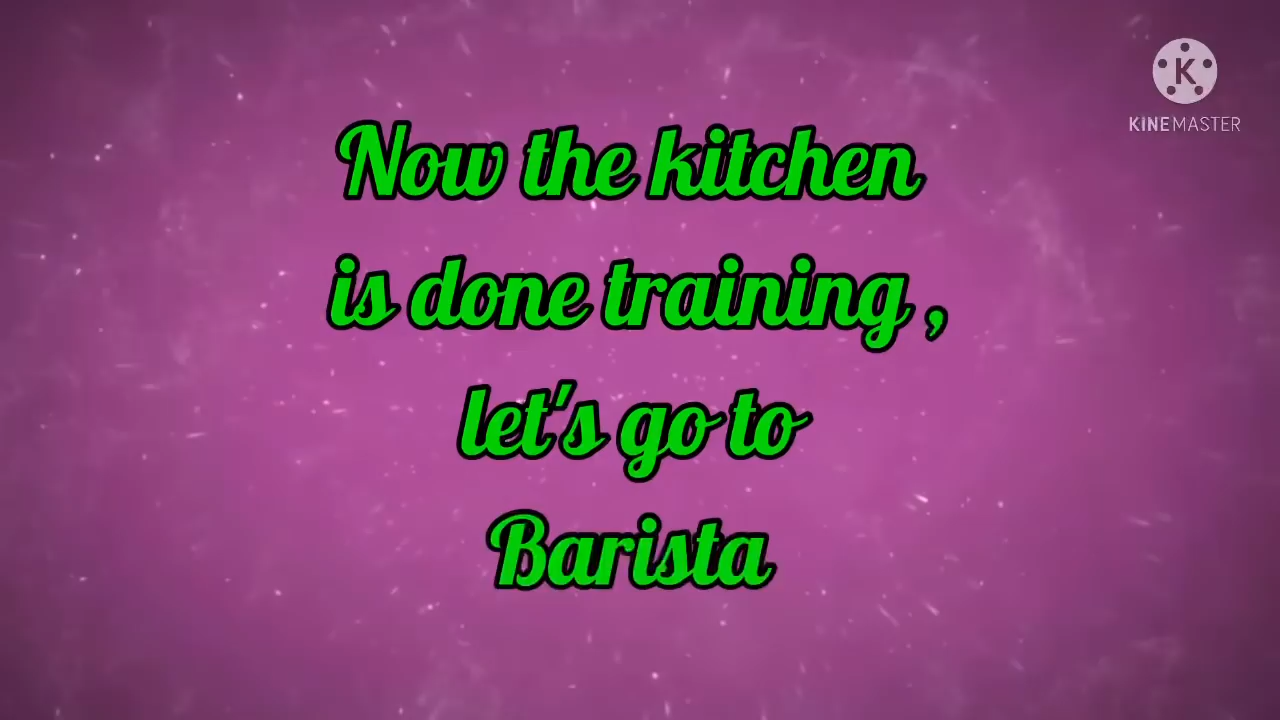 K
KINEMASTER
Now the kitchen
is done training ,
let's go to
Barista